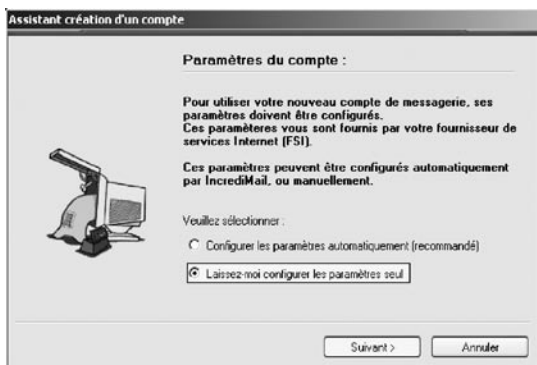 Assistant création d'un compte
Paramètres du compte :
Pour utiliser votre nouveau compte de messagerie, ses
paramètres doivent être configurés.
Ces paramèteres vous sont fournis par votre fournisseur de
services Internet (FSI).
Ces paramètres peuvent être configurés automatiquement
par IncrediMail, ou manuellement.
Veuillez sélectionner :
Configurer les paramètres automatiquement (recommandé)
Laissez-moi configurer les paramètres seul
Suivant >
Annuler